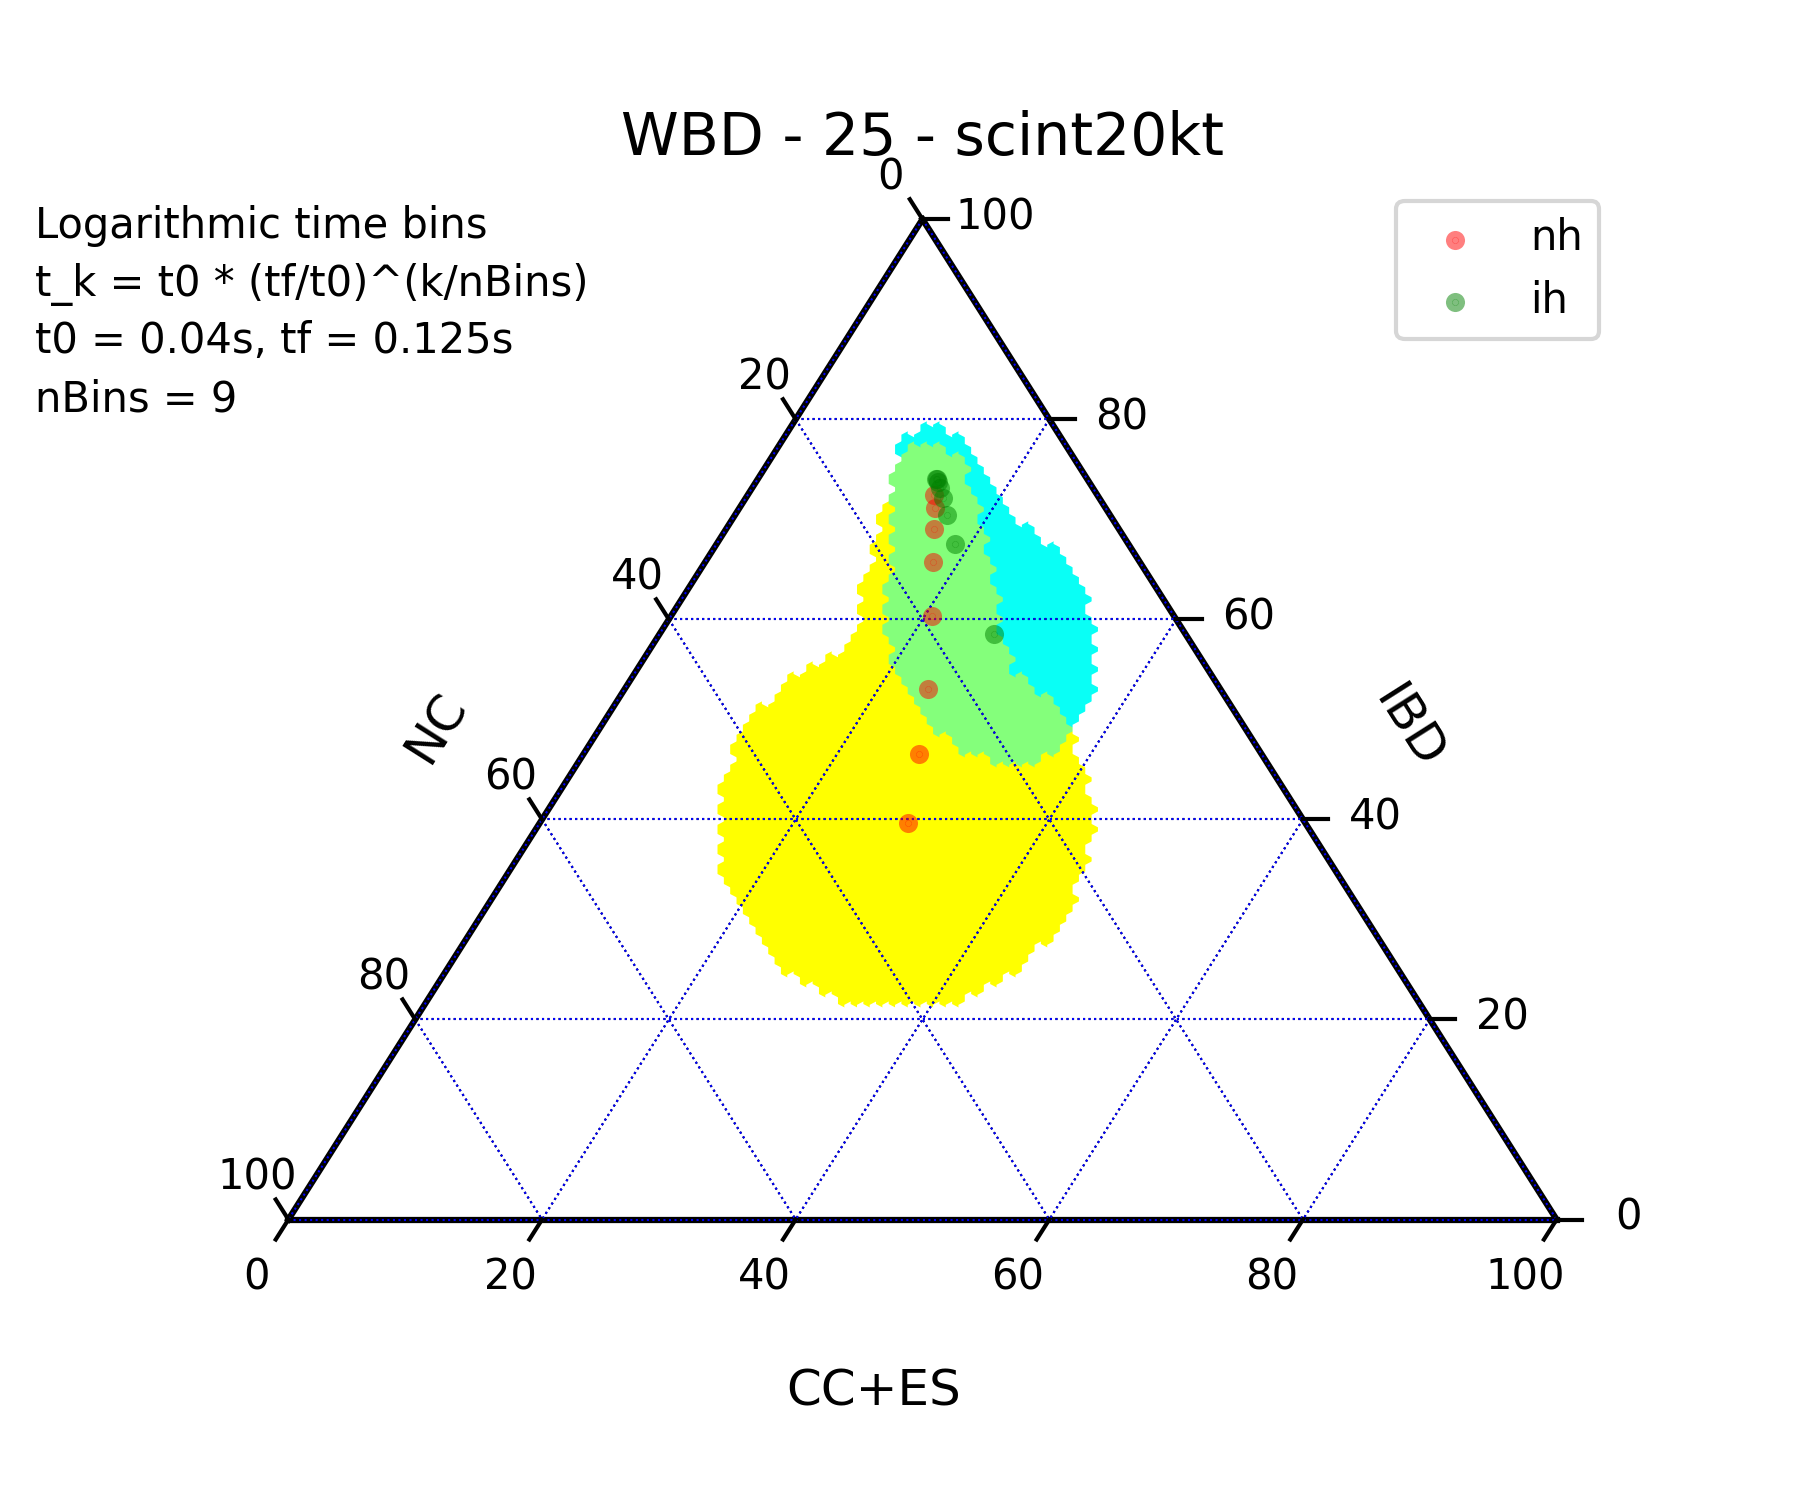 WBD - 25 - scint20kt
Logarithmic time bins
t_k = t0 * (tf/t0)^(k/nBins)
t0 = 0.04s, tf = 0.125s
nBins = 9
nh
ih
0
100
20
80
40
60
NC
IBD
60
40
80
20
100
0
0
20
40
60
80
100
CC+ES